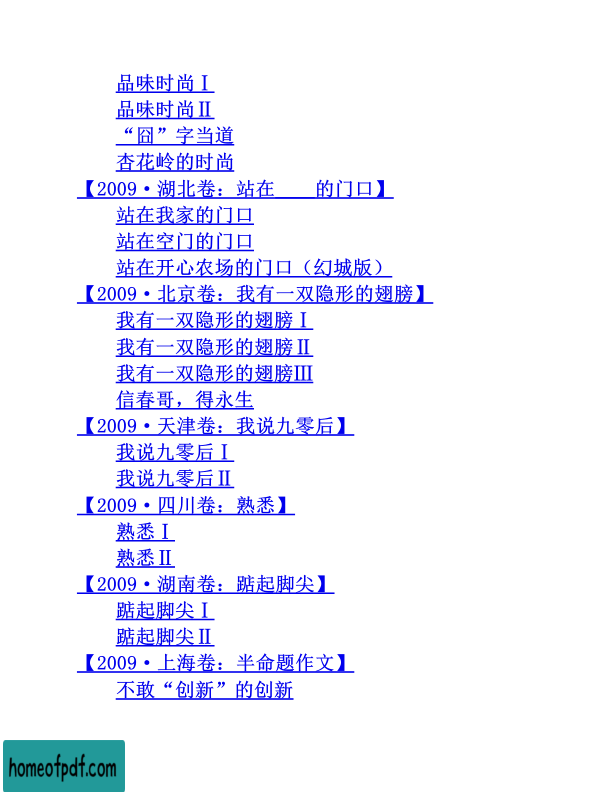 品味时尚Ⅰ
品味时尚Ⅱ
“囧”字当道
杏花岭的时尚
【2009·湖北卷：站在____的门口】
站在我家的门口
站在空门的门口
站在开心农场的门口（幻城版）
【2009·北京卷：我有一双隐形的翅膀】
我有一双隐形的翅膀Ⅰ
我有一双隐形的翅膀Ⅱ
我有一双隐形的翅膀Ⅲ
信春哥，得永生
【2009·天津卷：我说九零后】
我说九零后Ⅰ
我说九零后Ⅱ
【2009·四川卷：熟悉】
熟悉Ⅰ
熟悉Ⅱ
【2009·湖南卷：踮起脚尖】
踮起脚尖Ⅰ
踮起脚尖Ⅱ
【2009·上海卷：半命题作文】
不敢“创新”的创新
homeofpdf.com